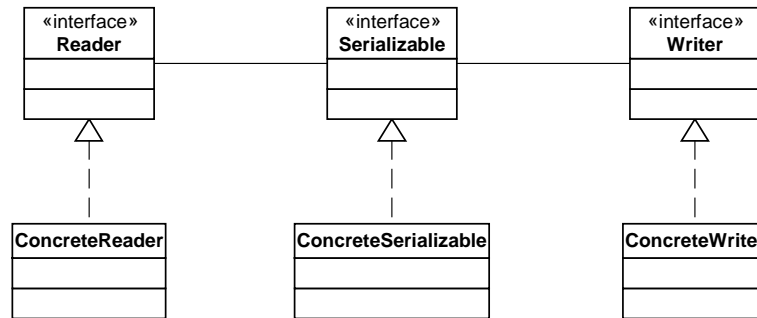 «interface»
Reader
«interface»
Serializable
«interface»
Writer
ConcreteReader
ConcreteSerializable
ConcreteWrite